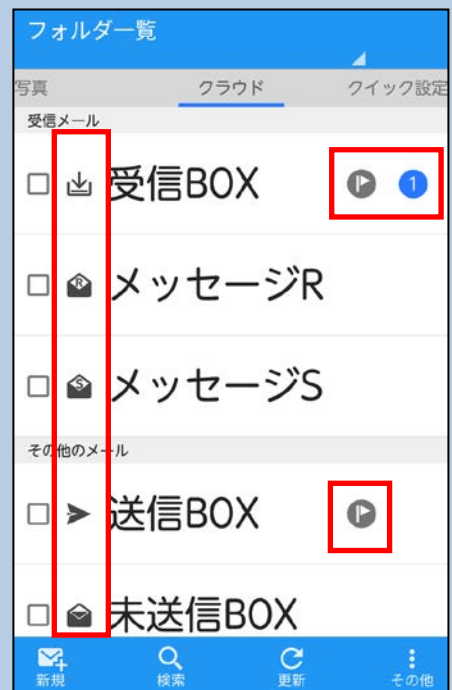 フォルダ一覧
写真 クラウド クイック設定
受信メール
受信BOX 1
R メッセージR
S メッセージS
その他のメール
送信BOX
未送信BOX
新規 検索 更新 その他